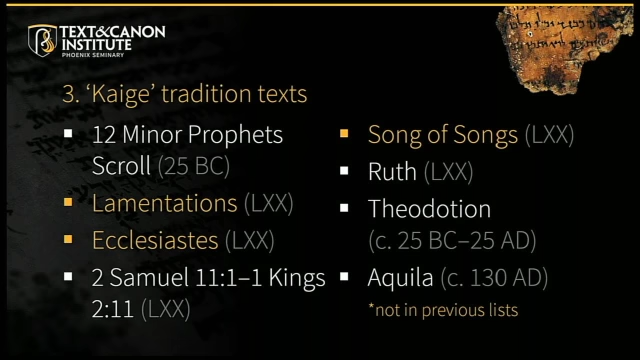 TEXT&CANON
INSTITUTE
PHOENIX SEMINARY
3. ‘Kaige’ tradition texts
▪ 12 Minor Prophets
Scroll (25 BC)
▪ Lamentations (LXX)
▪ Ecclesiastes (LXX)
▪ 2 Samuel 11:1–1 Kings
2:11 (LXX)
▪ Song of Songs (LXX)
▪ Ruth (LXX)
▪ Theodotion
(c. 25 BC–25 AD)
▪ Aquila (c. 130 AD)
*not in previous lists